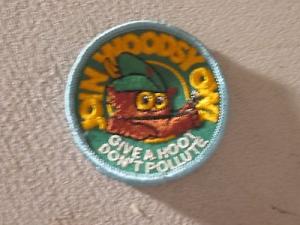 JOIN WOODSY OWL
GIVE A HOOT
DON'T POLLUTE